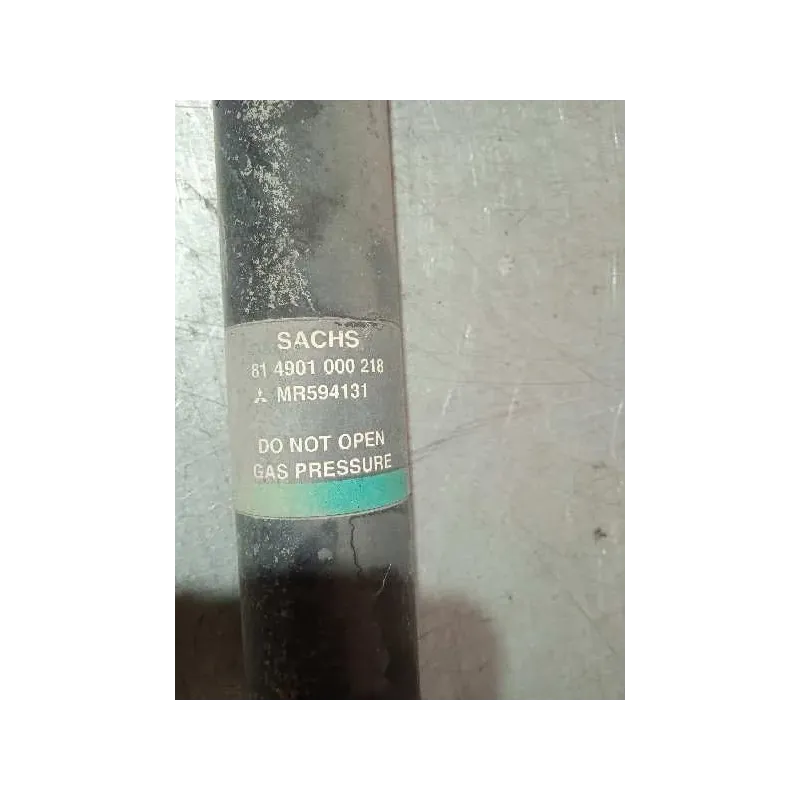 SACHS
81 4901 000 218
MR594131
DO NOT OPEN
GAS PRESSURE